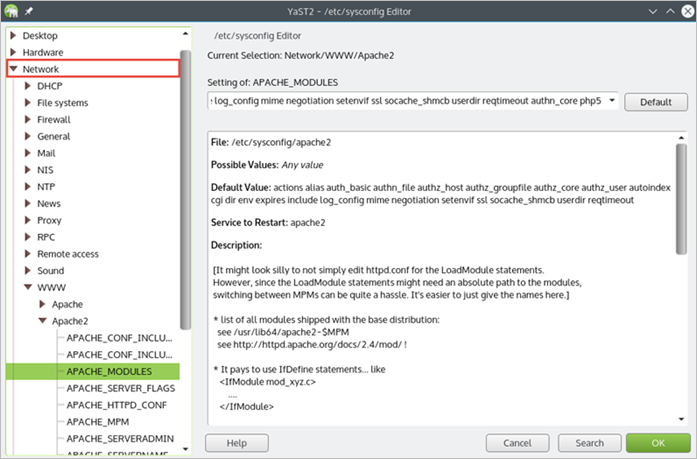 YaST2 - /etc/sysconfig Editor
Desktop
Hardware
Network
DHCP
File systems
Firewall
General
Mail
NIS
NTP
News
Proxy
RPC
Remote access
Sound
WWW
Apache
Apache2
APACHE_CONF_INCLU...
APACHE_CONF_INCLU...
APACHE_MODULES
APACHE_SERVER_FLAGS
APACHE_HTTPD_CONF
APACHE_MPM
APACHE_SERVERADMIN
APACHE_SERVERNAME
/etc/sysconfig Editor
Current Selection: Network/WWW/Apache2
Setting of: APACHE_MODULES
log_config mime negotiation setenvif ssl socache_shmcb userdir reqtimeout authn_core php5
Default
File: /etc/sysconfig/apache2
Possible Values: Any value
Default Value: actions alias auth_basic authn_file authz_host authz_groupfile authz_core authz_user autoindex
cgi dir env expires include log_config mime negotiation setenvif ssl socache_shmcb userdir reqtimeout
Service to Restart: apache2
Description:
[It might look silly to not simply edit httpd.conf for the LoadModule statements.
However, since the LoadModule statements might need an absolute path to the modules,
switching between MPMs can be quite a hassle. It's easier to just give the names here.]
* list of all modules shipped with the base distribution:
see /usr/lib64/apache2-$MPM
see http://httpd.apache.org/docs/2.4/mod/ !
* It pays to use IfDefine statements... like
<IfModule mod_xyz.c>
....
</IfModule>
Help
Cancel
Search
OK